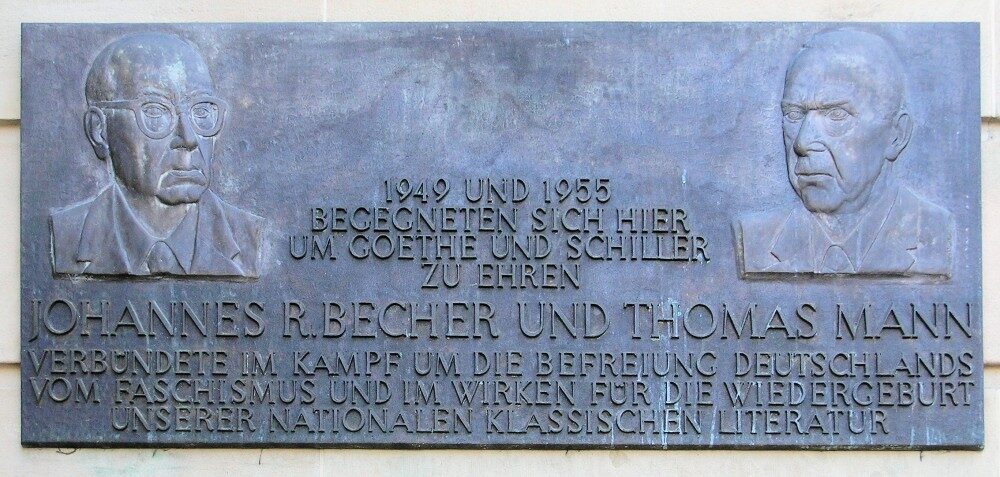 1949 UND 1955
BEGEGNETEN SICH HIER
UM GOETHE UND SCHILLER
ZU EHREN
JOHANNES R. BECHER UND THOMAS MANN
VERBÜNDETE IM KAMPF UM DIE BEFREIUNG DEUTSCHLANDS
VOM FASCHISMUS UND IM WIRKEN FÜR DIE WIEDERGEBURT
UNSERER NATIONALEN KLASSISCHEN LITERATUR